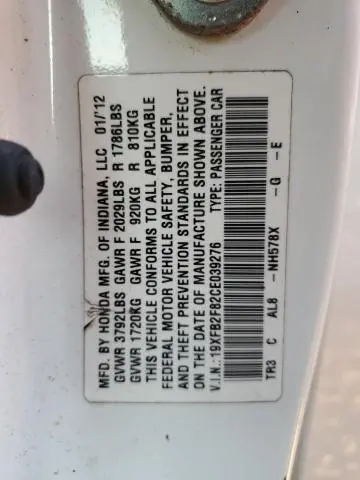 MFD. BY HONDA MFG. OF INDIANA, LLC 01/'12
GVWR 3792LBS GAWR F 2029LBS R 1786LBS
GVWR 1720KG GAWR F 920KG R 810KG
THIS VEHICLE CONFORMS TO ALL APPLICABLE
FEDERAL MOTOR VEHICLE SAFETY, BUMPER,
AND THEFT PREVENTION STANDARDS IN EFFECT
ON THE DATE OF MANUFACTURE SHOWN ABOVE.
V.I.N.: 19XFB2F82CE039276 TYPE: PASSENGER CAR
TR3 C AL8 -NH578X -G -E